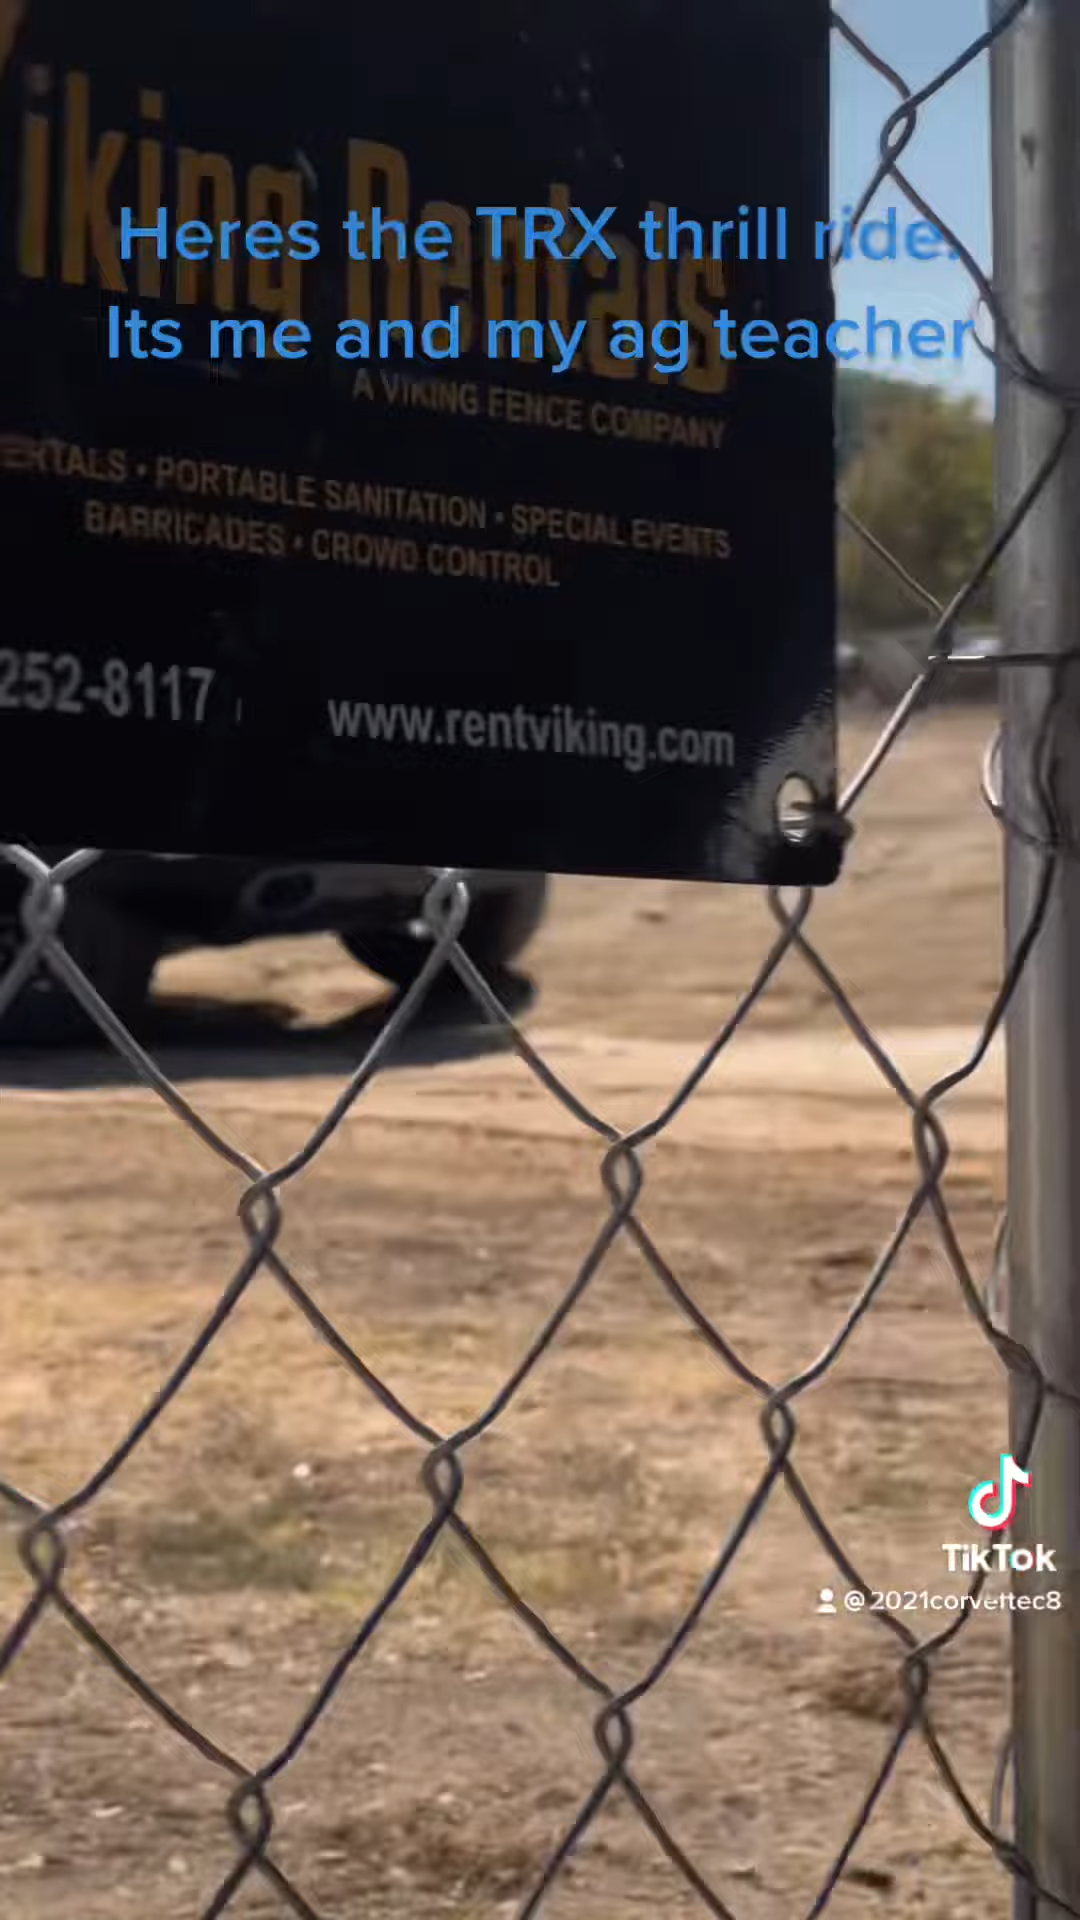 iking Rentals
Heres the TRX thrill ride.
Its me and my ag teacher
A VIKING FENCE COMPANY
PORTABLE SANITATION • SPECIAL EVENTS
BARRICADES • CROWD CONTROL
252-8117
www.rentviking.com
TikTok
@2021corvettec8